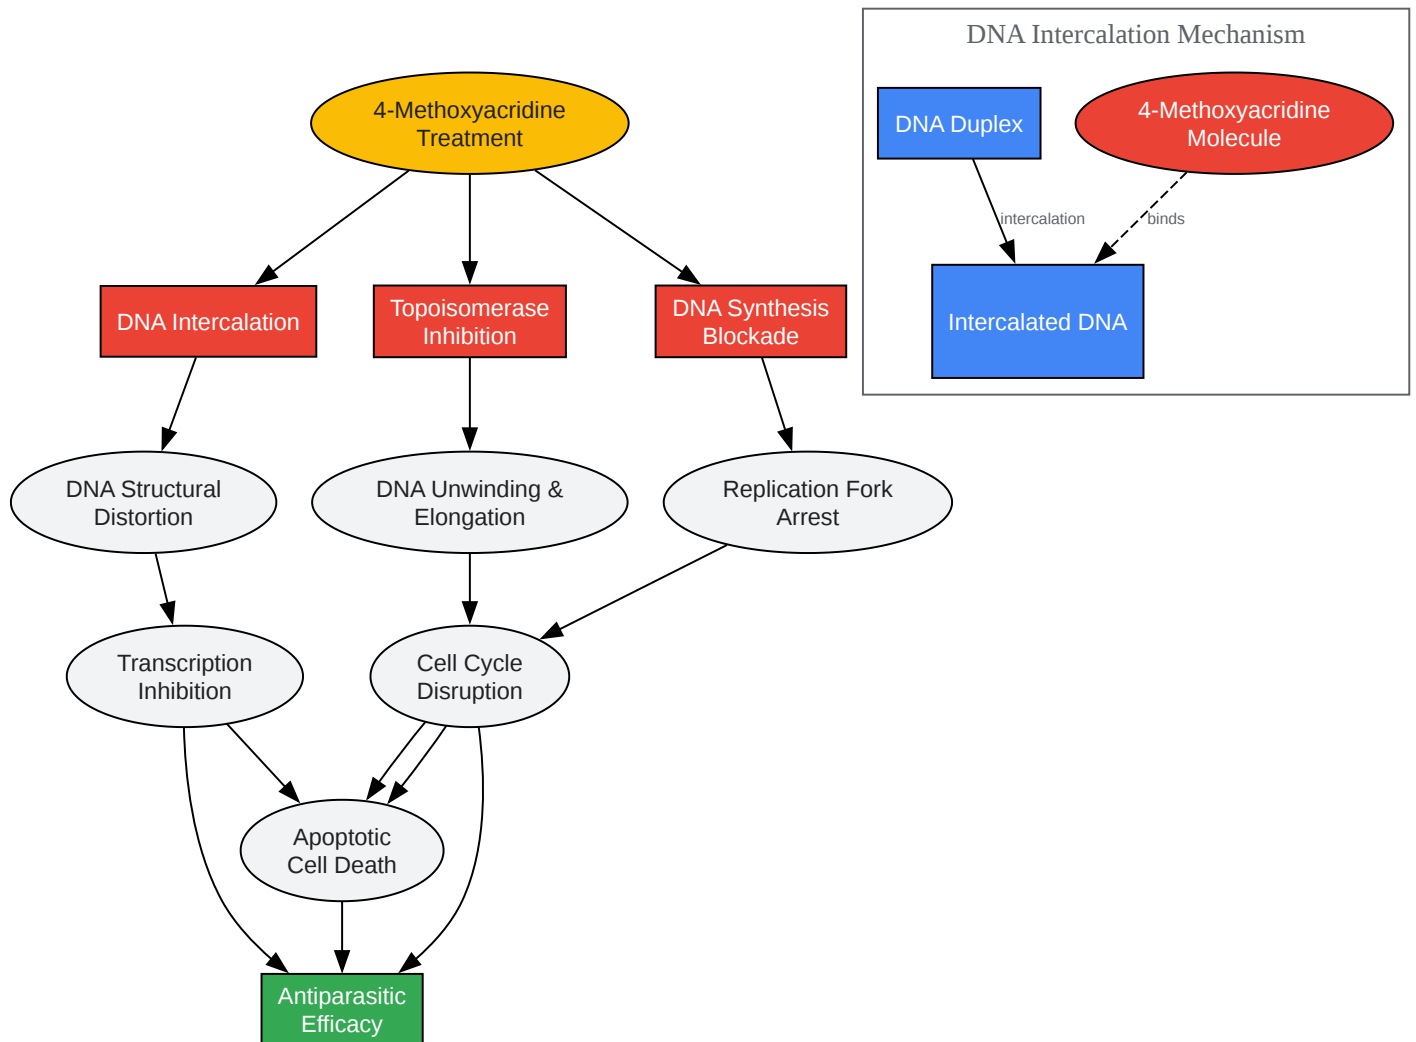 DNA Intercalation Mechanism
4-Methoxyacridine
Treatment
DNA Duplex
4-Methoxyacridine
Molecule
intercalation
binds
DNA Intercalation
Topoisomerase
Inhibition
DNA Synthesis
Blockade
Intercalated DNA
DNA Structural
Distortion
DNA Unwinding &
Elongation
Replication Fork
Arrest
Transcription
Inhibition
Cell Cycle
Disruption
Apoptotic
Cell Death
Antiparasitic
Efficacy